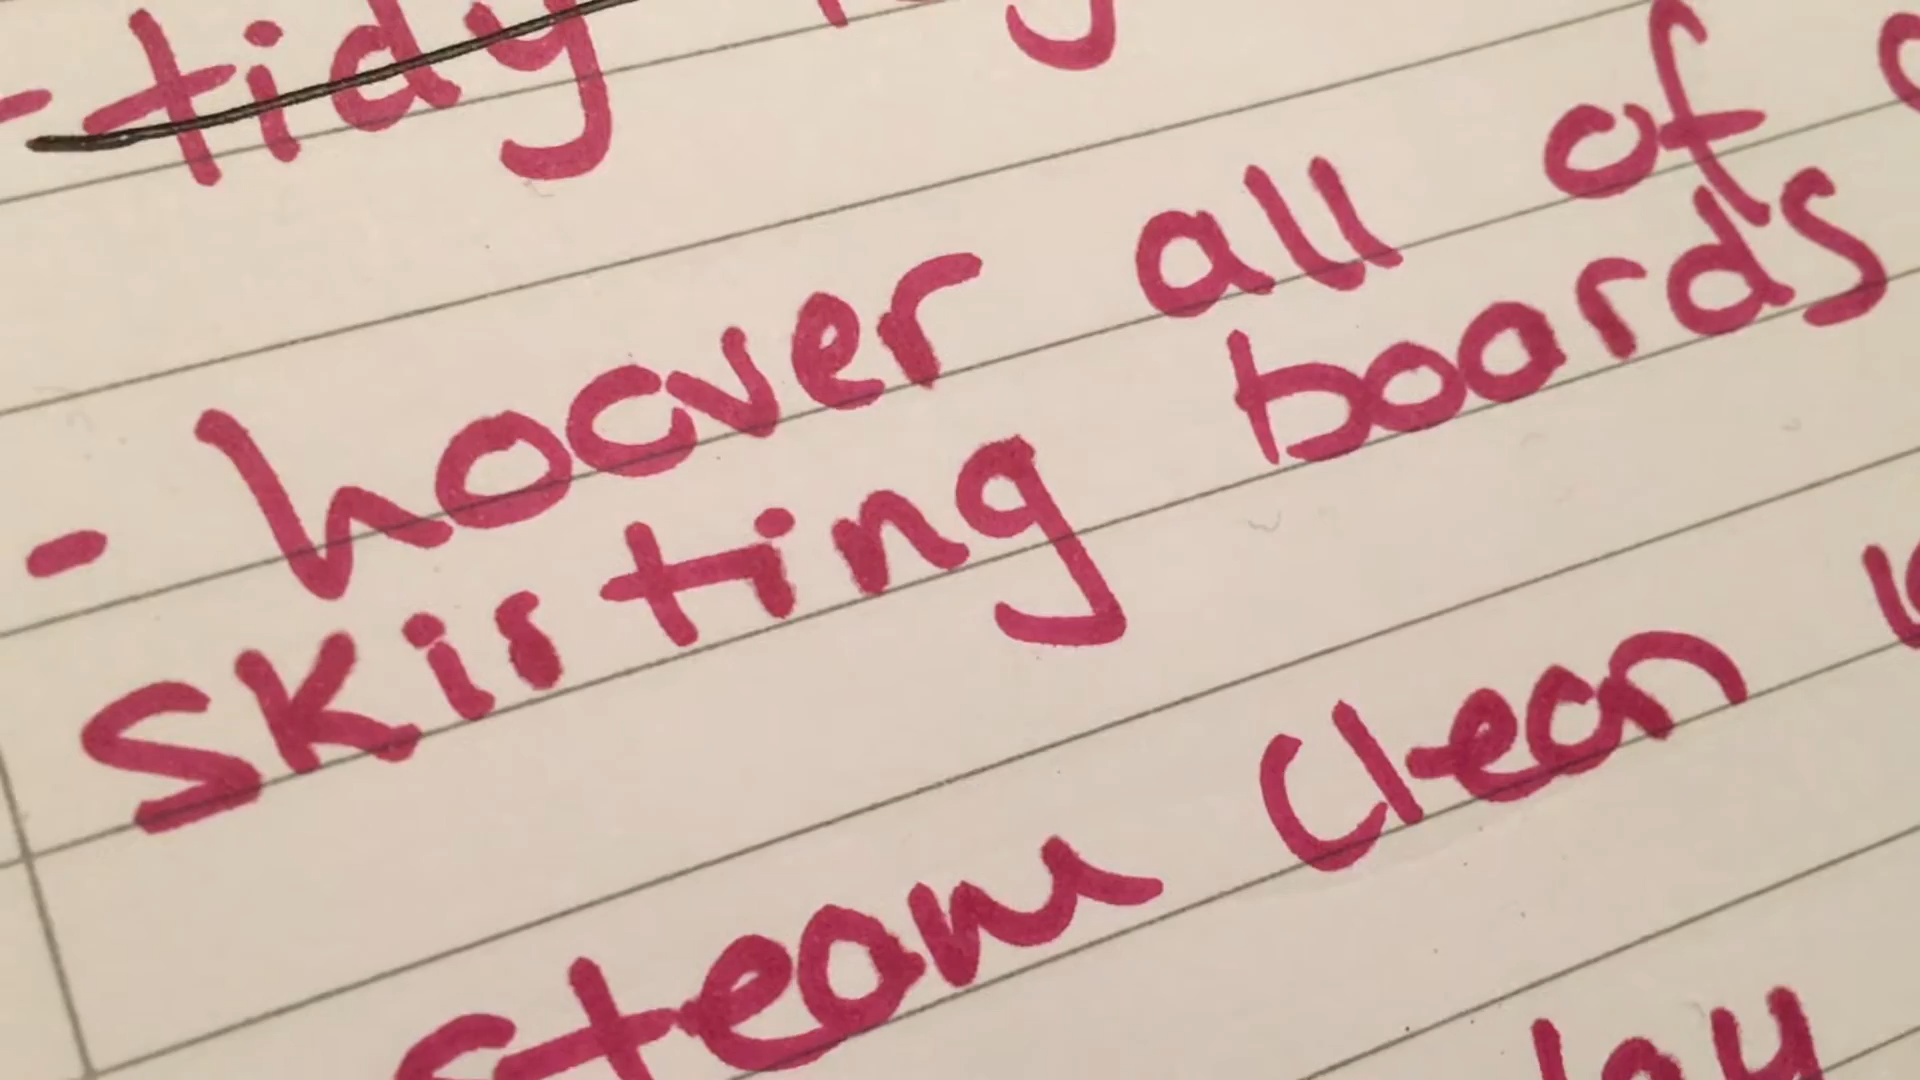 - tidy
- hoover all of
skirting boards
steam clean